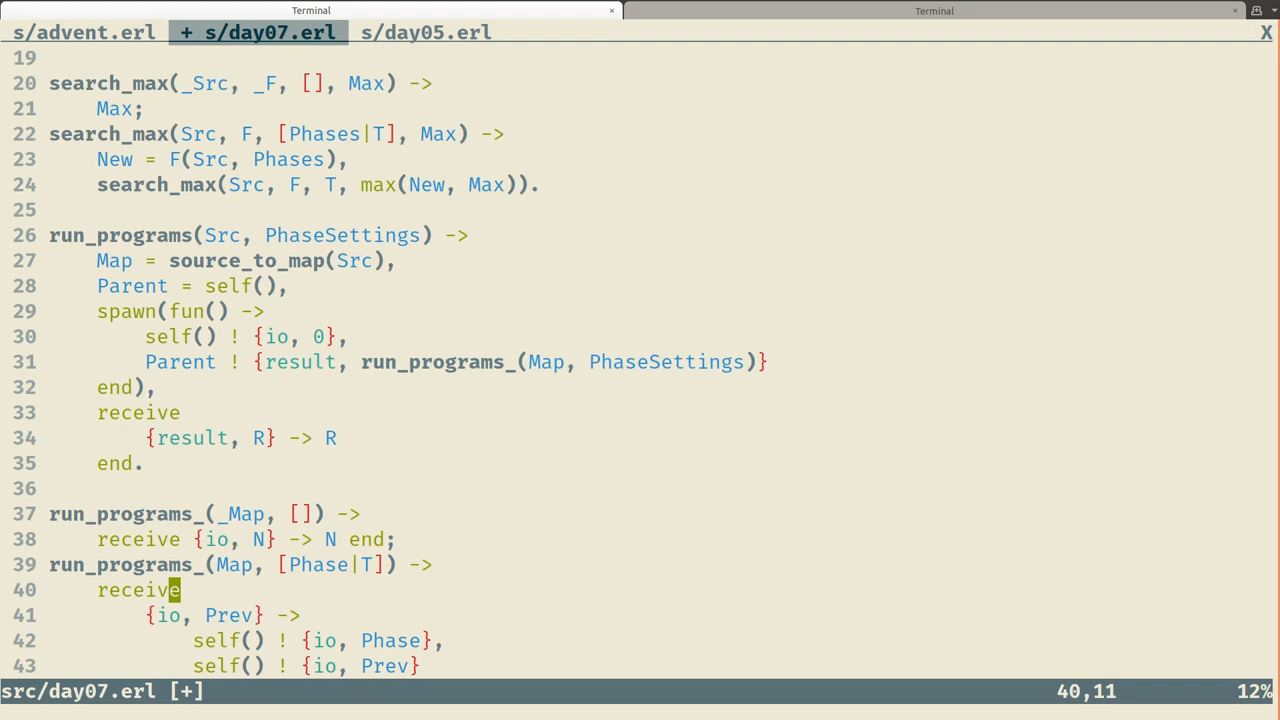 Terminal × Terminal ×
s/advent.erl + s/day07.erl s/day05.erl X
19
20 search_max(_Src, _F, [], Max) ->
21     Max;
22 search_max(Src, F, [Phases|T], Max) ->
23     New = F(Src, Phases),
24     search_max(Src, F, T, max(New, Max)).
25
26 run_programs(Src, PhaseSettings) ->
27     Map = source_to_map(Src),
28     Parent = self(),
29     spawn(fun() ->
30         self() ! {io, 0},
31         Parent ! {result, run_programs_(Map, PhaseSettings)}
32     end),
33     receive
34         {result, R} -> R
35     end.
36
37 run_programs_(_Map, []) ->
38     receive {io, N} -> N end;
39 run_programs_(Map, [Phase|T]) ->
40     receive
41         {io, Prev} ->
42             self() ! {io, Phase},
43             self() ! {io, Prev}
src/day07.erl [+] 40,11 12%